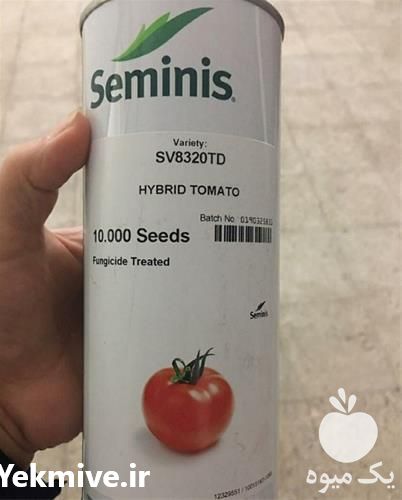 Seminis
Variety:
SV8320TD
HYBRID TOMATO
Batch No
10.000 Seeds
Fungicide Treated
Seminis
یک میوه
Yekmive.ir